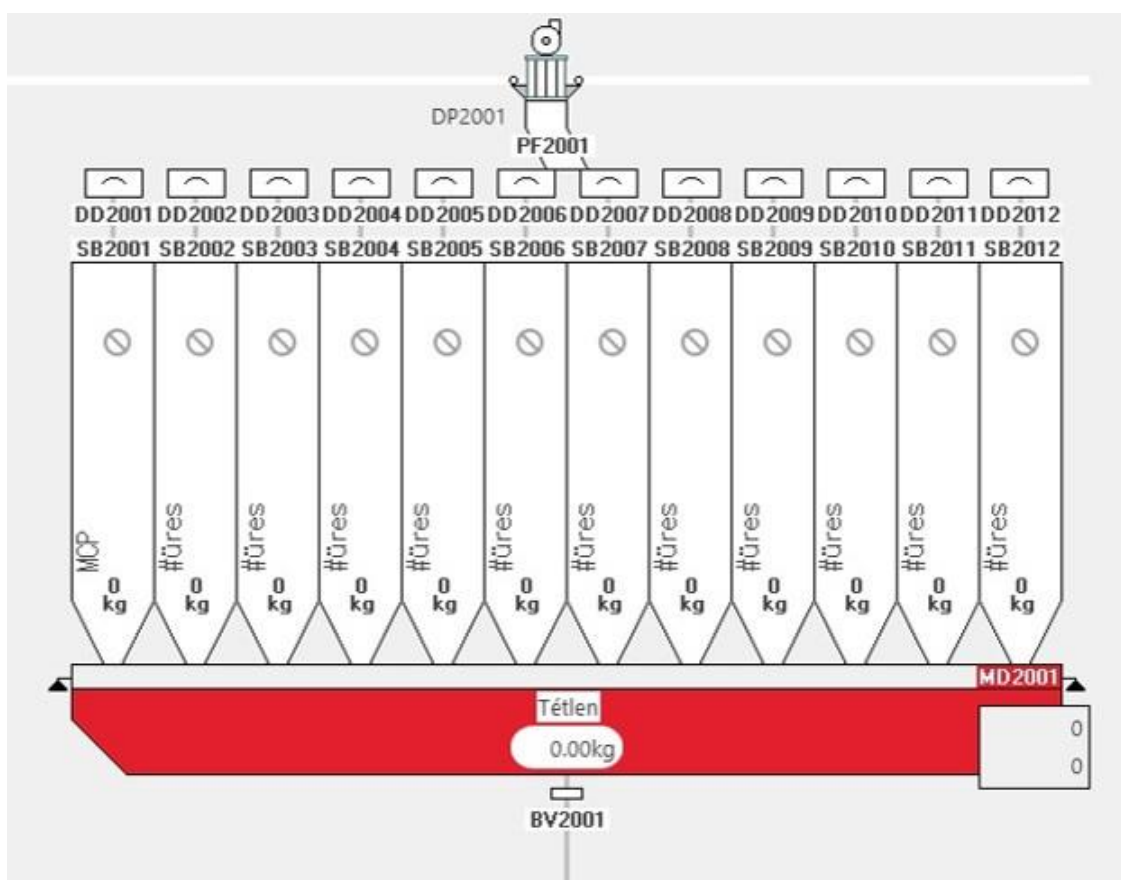 DP2001
PF2001
DD2001 DD2002 DD2003 DD2004 DD2005 DD2006 DD2007 DD2008 DD2009 DD2010 DD2011 DD2012
SB2001 SB2002 SB2003 SB2004 SB2005 SB2006 SB2007 SB2008 SB2009 SB2010 SB2011 SB2012
MCP #üres #üres #üres #üres #üres #üres #üres #üres #üres #üres #üres
0 0 0 0 0 0 0 0 0 0 0 0
kg kg kg kg kg kg kg kg kg kg kg kg
MD2001
Tétlen
0
0.00kg
0
BV2001